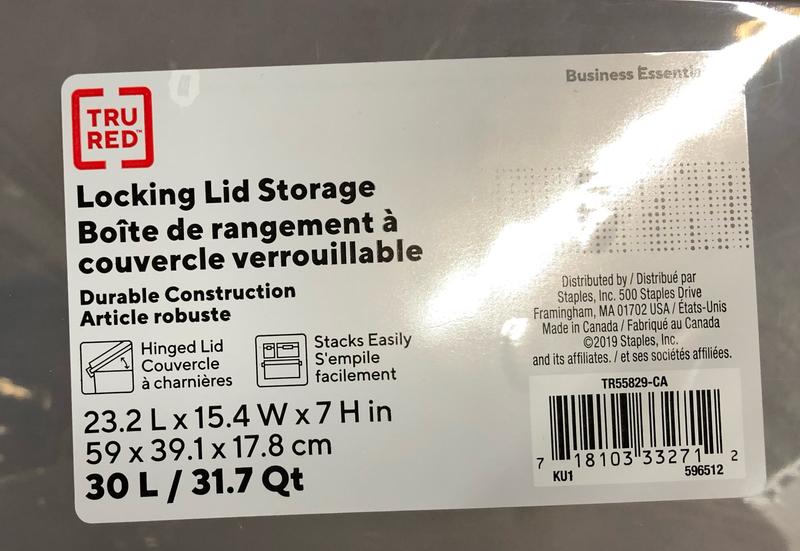 Business
TRU
RED™
Locking Lid Storage
Boîte de rangement à
couvercle verrouillable
Durable Construction
Article robuste
Hinged Lid
Couvercle
à charnières
Stacks Easily
S'empile
facilement
23.2 L x 15.4 W x 7 H in
59 x 39.1 x 17.8 cm
30 L / 31.7 Qt
Distributed by / Distribué par
Staples, Inc. 500 Staples Drive
Framingham, MA 01702 USA / États-Unis
Made in Canada / Fabriqué au Canada
©2019 Staples, Inc.
and its affiliates. / et ses sociétés affiliées.
TR55829-CA
7 18103 33271 2
KU1 596512